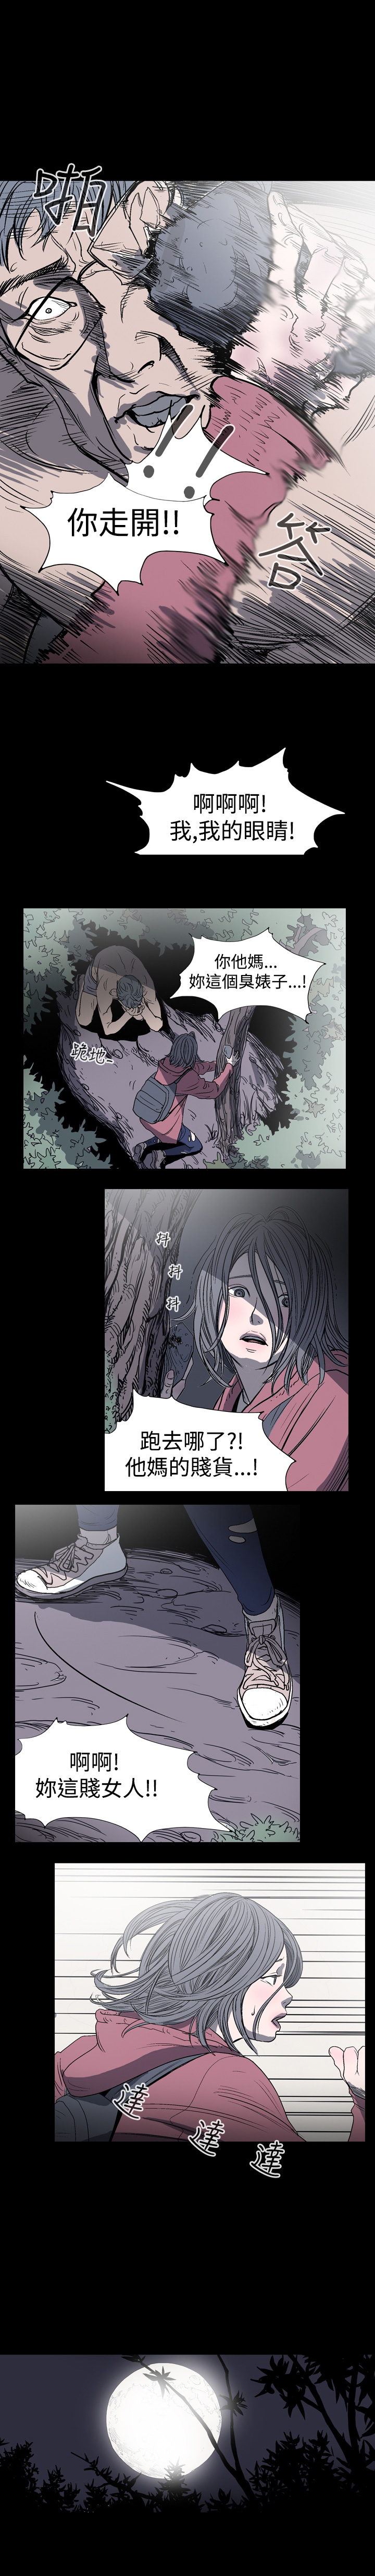 啪
!!
你走開!!
答
啊啊啊!
我,我的眼睛!
你他媽...
妳這個臭婊子...!
跪地~
抖
抖
抖
跑去哪了?!
他媽的賤貨...!
啊啊!
妳這賤女人!!
達
達
達